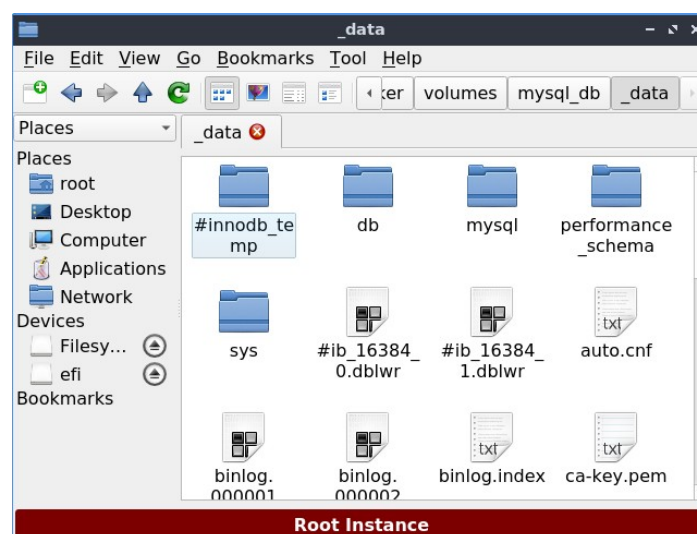 _data
File Edit View Go Bookmarks Tool Help
ker volumes mysql_db _data
Places _data
Places
root
Desktop
Computer
Applications
Network
Devices
Filesy...
efi
Bookmarks
#innodb_te
mp
db
mysql
performance
_schema
sys
#ib_16384_
0.dblwr
#ib_16384_
1.dblwr
txt
auto.cnf
binlog.
000001
binlog.
000002
txt
binlog.index
txt
ca-key.pem
Root Instance